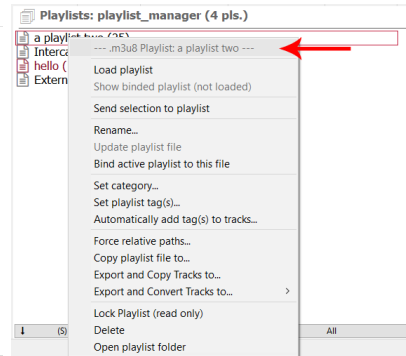 Playlists: playlist_manager (4 pls.)
a playlist two (25)
--- .m3u8 Playlist: a playlist two ---
Interca
hello (
Extern
Load playlist
Show binded playlist (not loaded)
Send selection to playlist
Rename...
Update playlist file
Bind active playlist to this file
Set category...
Set playlist tag(s)...
Automatically add tag(s) to tracks...
Force relative paths...
Copy playlist file to...
Export and Copy Tracks to...
Export and Convert Tracks to...
Lock Playlist (read only)
Delete
Open playlist folder
(S)
All